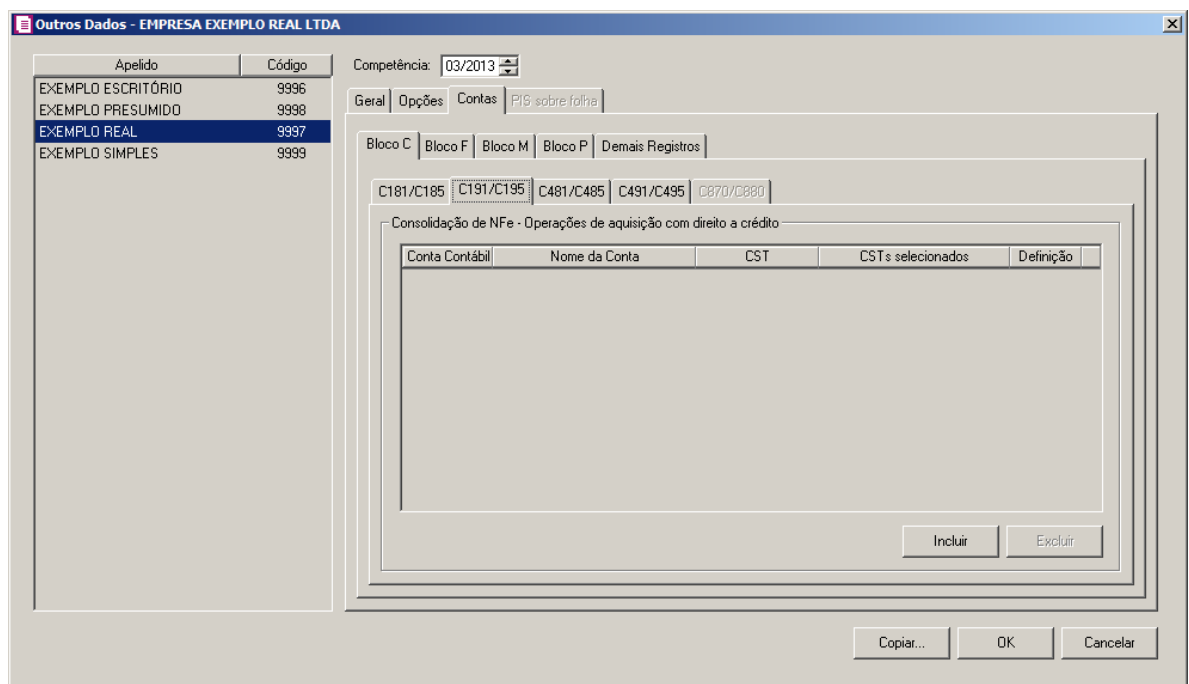 Outros Dados - EMPRESA EXEMPLO REAL LTDA
Apelido Código
EXEMPLO ESCRITÓRIO 9996
EXEMPLO PRESUMIDO 9998
EXEMPLO REAL 9997
EXEMPLO SIMPLES 9999
Competência: 03/2013
Geral Opções Contas PIS sobre folha
Bloco C Bloco F Bloco M Bloco P Demais Registros
C181/C185 C191/C195 C481/C485 C491/C495 C870/C880
Consolidação de NFe - Operações de aquisição com direito a crédito
Conta Contábil Nome da Conta CST CSTs selecionados Definição
Incluir Excluir
Copiar... OK Cancelar